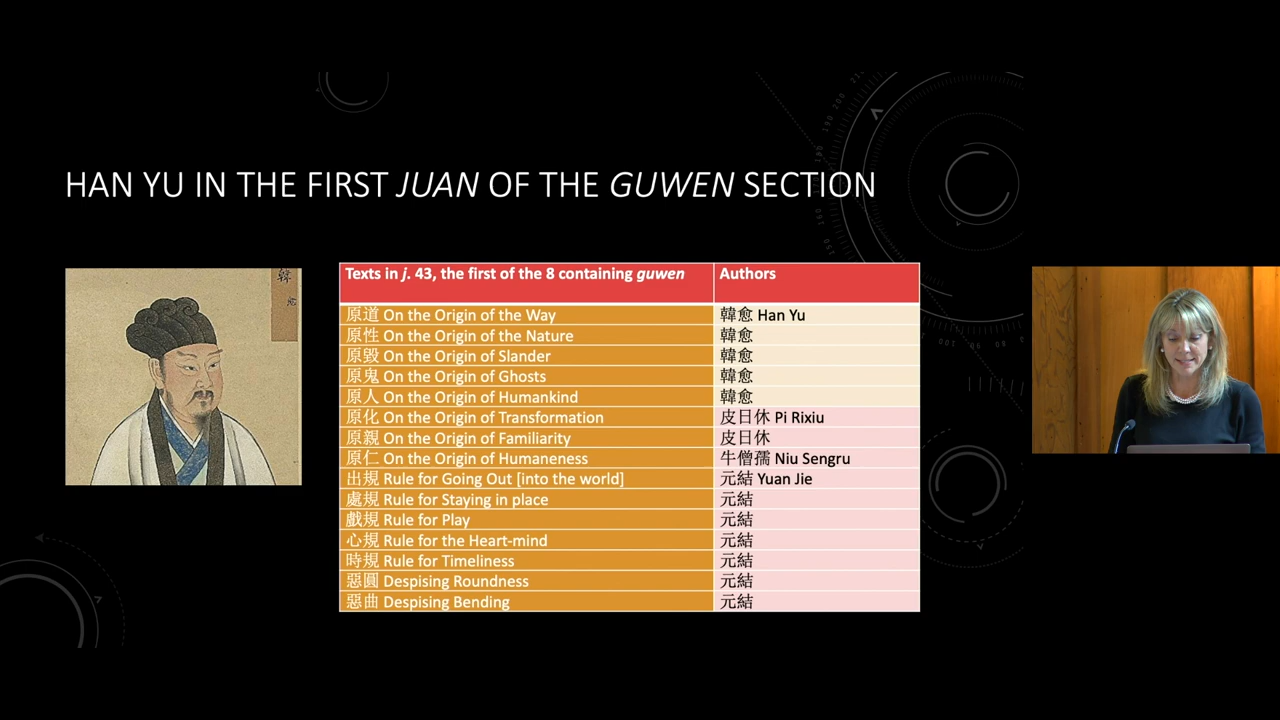 HAN YU IN THE FIRST JUAN OF THE GUWEN SECTION
韓
愈
Texts in j. 43, the first of the 8 containing guwen Authors
原道 On the Origin of the Way 韓愈 Han Yu
原性 On the Origin of the Nature 韓愈
原毀 On the Origin of Slander 韓愈
原鬼 On the Origin of Ghosts 韓愈
原人 On the Origin of Humankind 韓愈
原化 On the Origin of Transformation 皮日休 Pi Rixiu
原親 On the Origin of Familiarity 皮日休
原仁 On the Origin of Humaneness 牛僧孺 Niu Sengru
出規 Rule for Going Out [into the world] 元結 Yuan Jie
處規 Rule for Staying in place 元結
戲規 Rule for Play 元結
心規 Rule for the Heart-mind 元結
時規 Rule for Timeliness 元結
惡圓 Despising Roundness 元結
惡曲 Despising Bending 元結